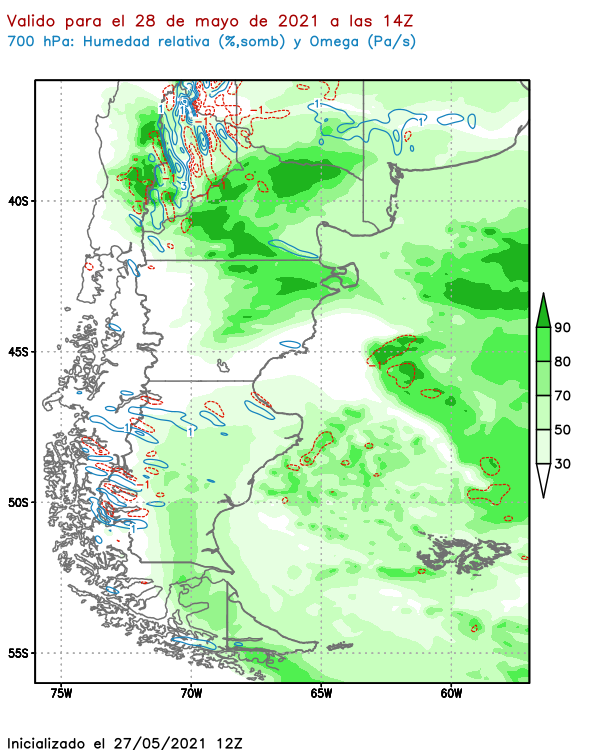 Valido para el 28 de mayo de 2021 a las 14Z
700 hPa: Humedad relativa (%,somb) y Omega (Pa/s)
40S
45S
50S
55S
75W 70W 65W 60W
90
80
70
50
30
1
1
-1
-1
3
1
1
1
1
-1
1
Inicializado el 27/05/2021 12Z